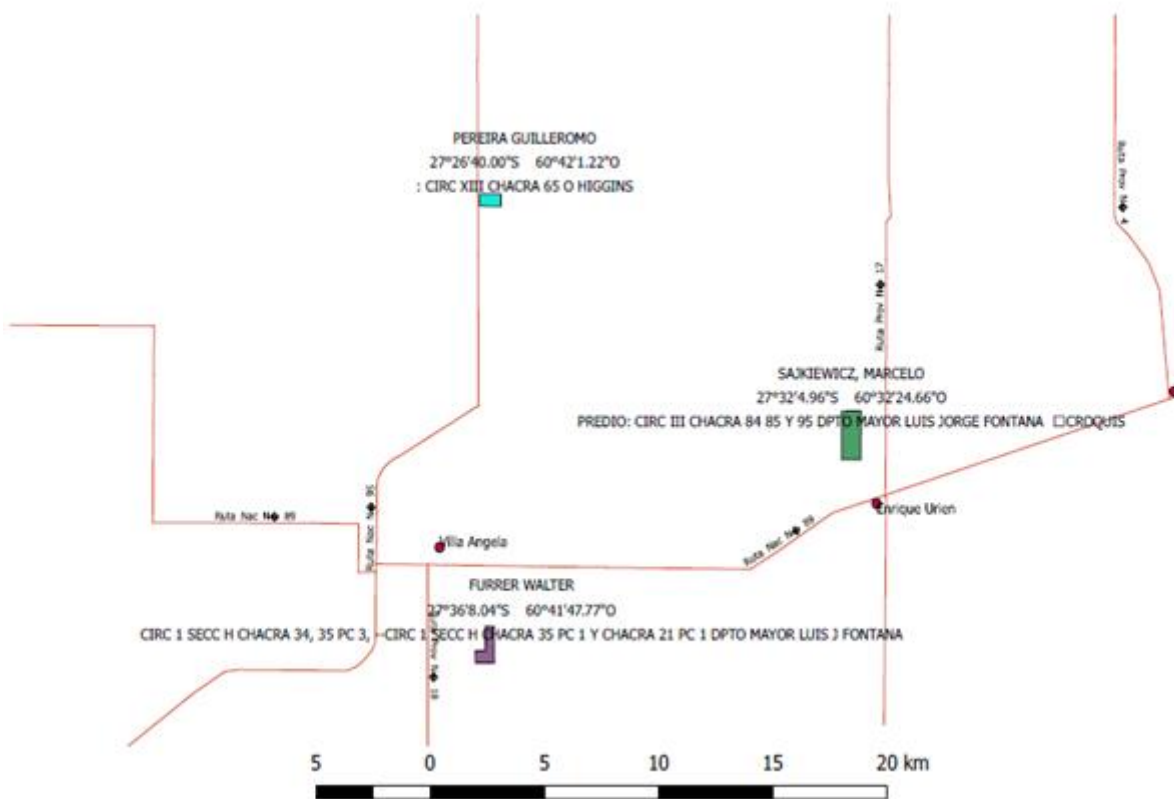 PEREIRA GUILLEROMO
27°26'40.00"S 60°42'1.22"O
: CIRC XIII CHACRA 65 O HIGGINS
Ruta Prov N� 4
Ruta Prov N� 17
SAJKIEWICZ, MARCELO
27°32'4.96"S 60°32'24.66"O
PREDIO: CIRC III CHACRA 84 85 Y 95 DPTO MAYOR LUIS JORGE FONTANA □CROQUIS
Ruta Nac N� 89
Ruta Nac N� 95
Enrique Urien
Villa Angela
Ruta Nac N� 89
FURRER WALTER
27°36'8.04"S 60°41'47.77"O
CIRC 1 SECC H CHACRA 34, 35 PC 3, --CIRC 1 SECC H CHACRA 35 PC 1 Y CHACRA 21 PC 1 DPTO MAYOR LUIS J FONTANA
Prov N� 10
5 0 5 10 15 20 km